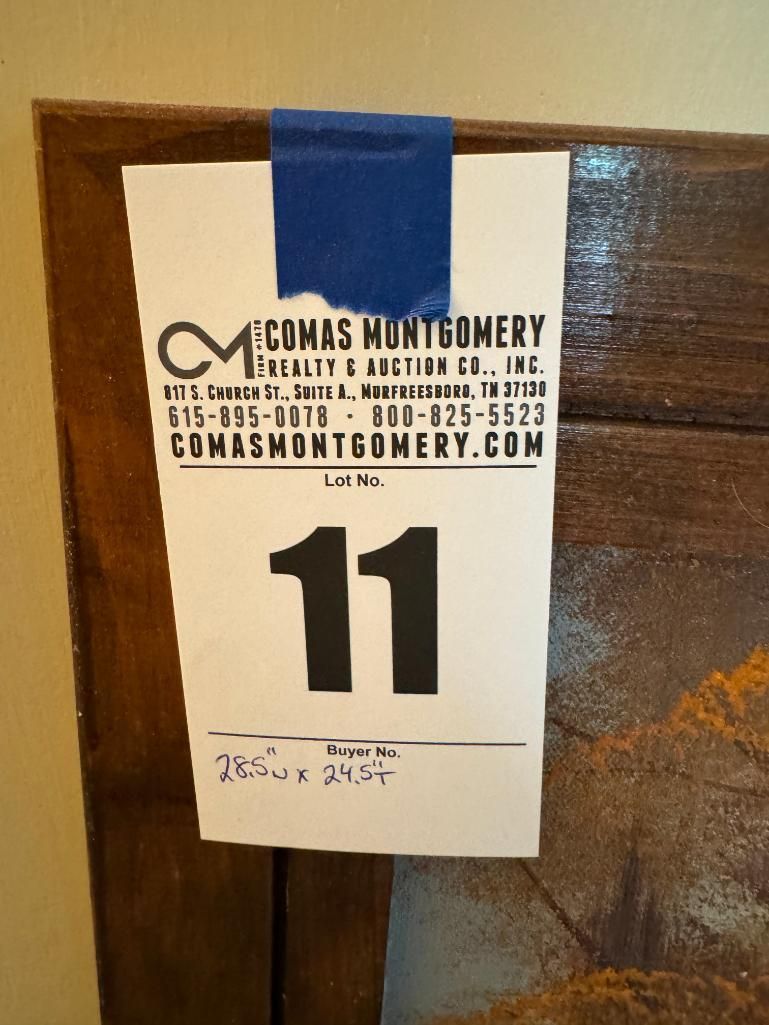 CM FIRM #1478 COMAS MONTGOMERY
REALTY & AUCTION CO., INC.
817 S. CHURCH ST., SUITE A., MURFREESBORO, TN 37130
615-895-0078 · 800-825-5523
COMASMONTGOMERY.COM
Lot No.
11
Buyer No.
28.5"W x 24.5"T